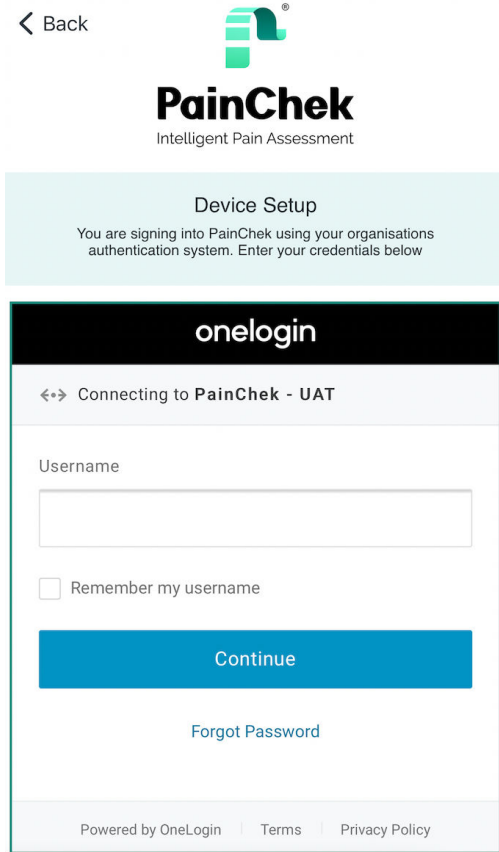 Back
®
PainChek
Intelligent Pain Assessment
Device Setup
You are signing into PainChek using your organisations
authentication system. Enter your credentials below
onelogin
Connecting to PainChek - UAT
Username
Remember my username
Continue
Forgot Password
Powered by OneLogin Terms Privacy Policy